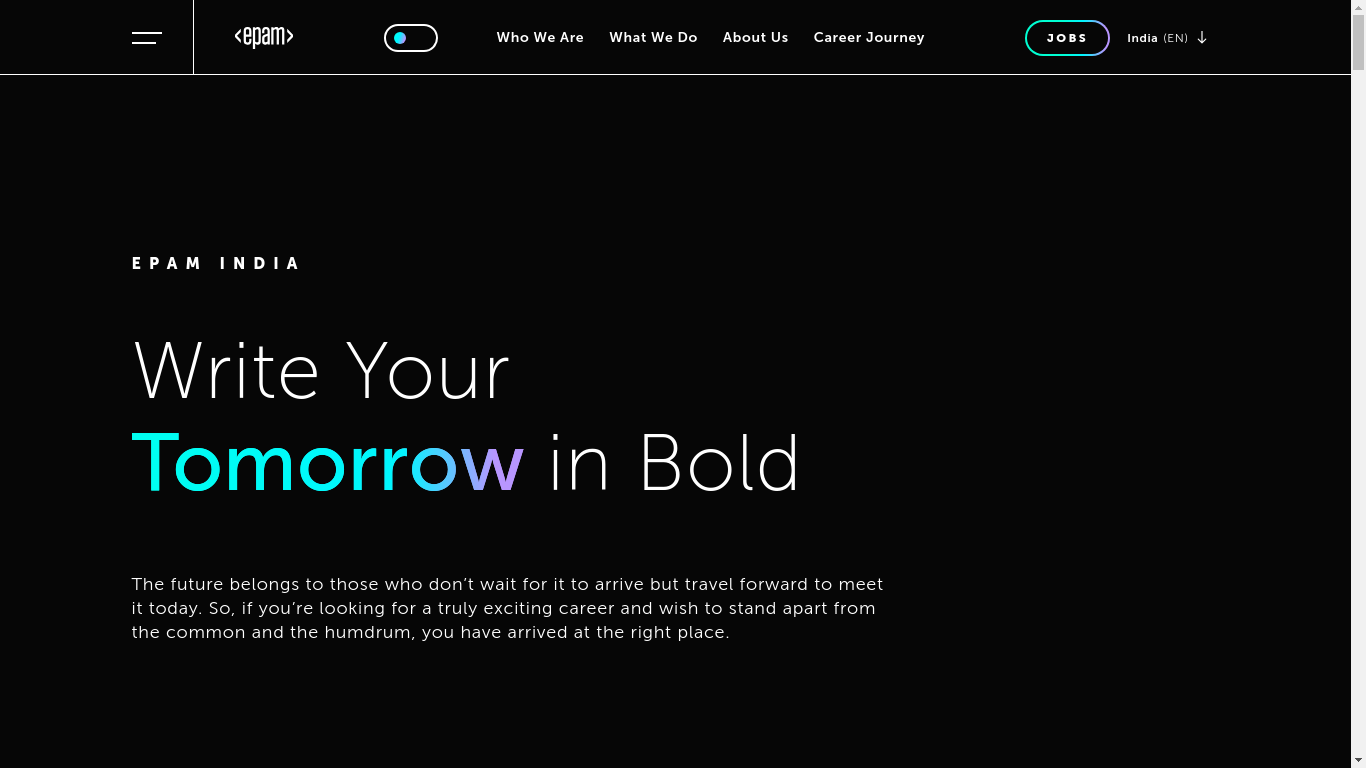 <epam>
Who We Are
What We Do
About Us
Career Journey
JOBS
India (EN)
EPAM INDIA
Write Your
Tomorrow in Bold
The future belongs to those who don’t wait for it to arrive but travel forward to meet
it today. So, if you’re looking for a truly exciting career and wish to stand apart from
the common and the humdrum, you have arrived at the right place.